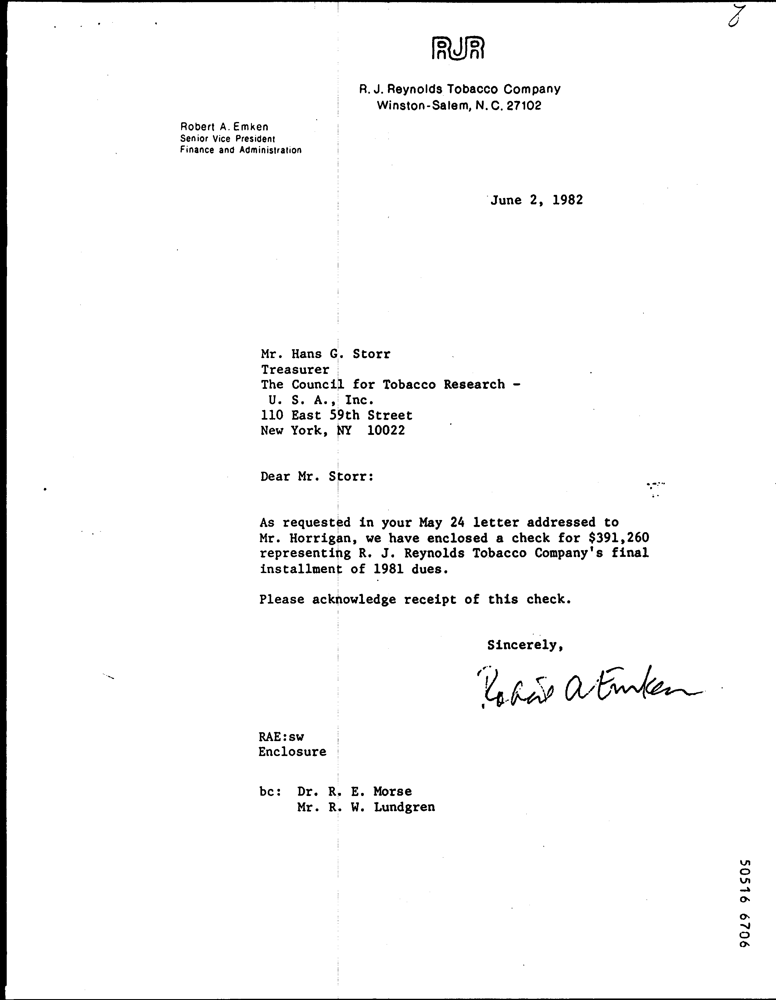 2
RJR
R. J. Reynolds Tobacco Company
Winston-Salem, N. C. 27102
Robert A. Emken
Senior Vice President
Finance and Administration
June 2, 1982
Mr. Hans G. Storr
Treasurer
The Council for Tobacco Research -
U. S. A., Inc.
110 East 59th Street
New York, NY 10022
Dear Mr. Storr:
As requested in your May 24 letter addressed to
Mr. Horrigan, we have enclosed a check for $391,260
representing R. J. Reynolds Tobacco Company's final
installment of 1981 dues.
Please acknowledge receipt of this check.
Sincerely,
Robert A Emken
RAE:sw
Enclosure
bc: Dr. R. E. Morse
Mr. R. W. Lundgren
50516 6706